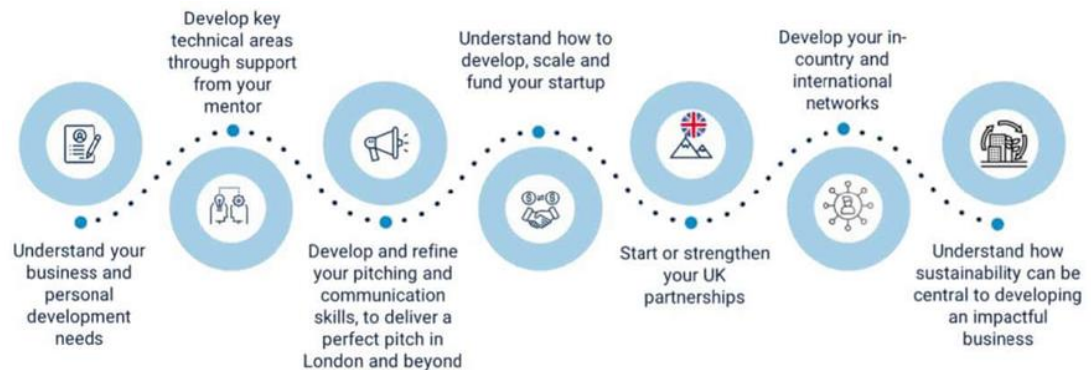 Understand your
business and
personal
development
needs
Develop key
technical areas
through support
from your
mentor
Develop and refine
your pitching and
communication
skills, to deliver a
perfect pitch in
London and beyond
Understand how to
develop, scale and
fund your startup
Start or strengthen
your UK
partnerships
Develop your in-
country and
international
networks
Understand how
sustainability can be
central to developing
an impactful
business